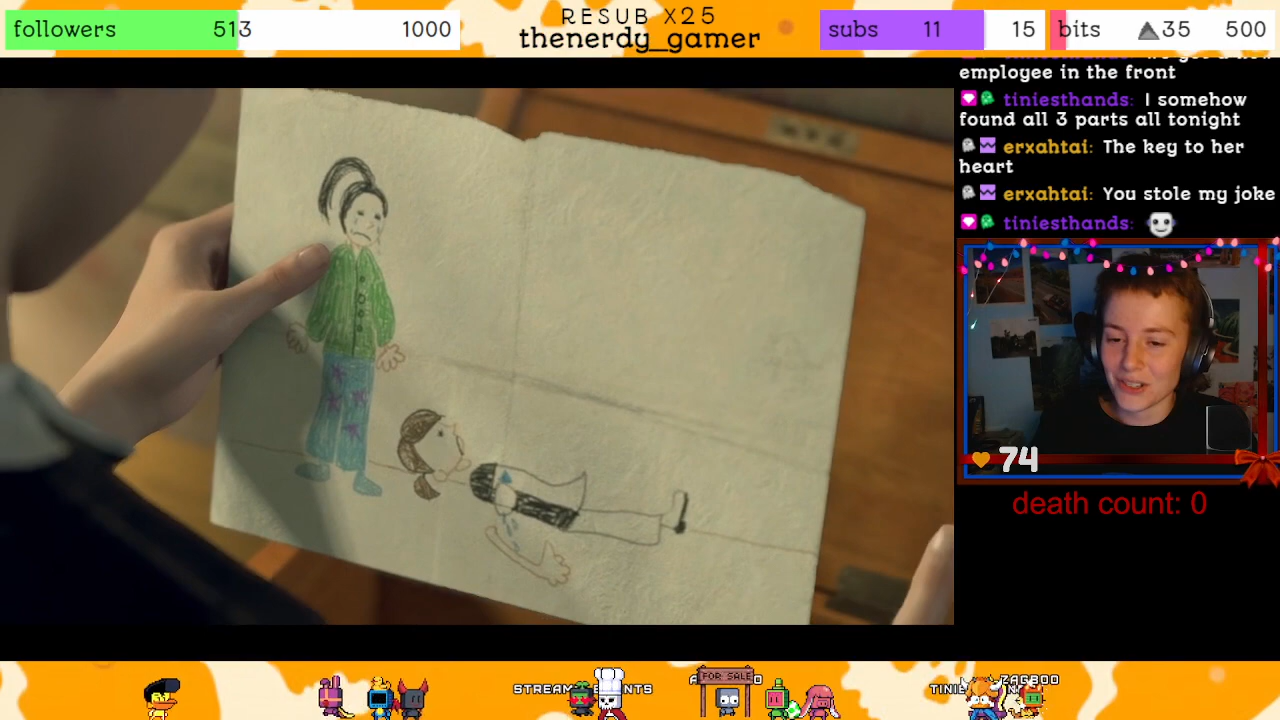 followers 513 1000
RESUB X25
thenerdy_gamer
subs 11 15
bits 35 500
employee in the front
tiniesthands: I somehow
found all 3 parts all tonight
erxahtai: The key to her
heart
erxahtai: You stole my joke
tiniesthands:
74
death count: 0
FOR SALE